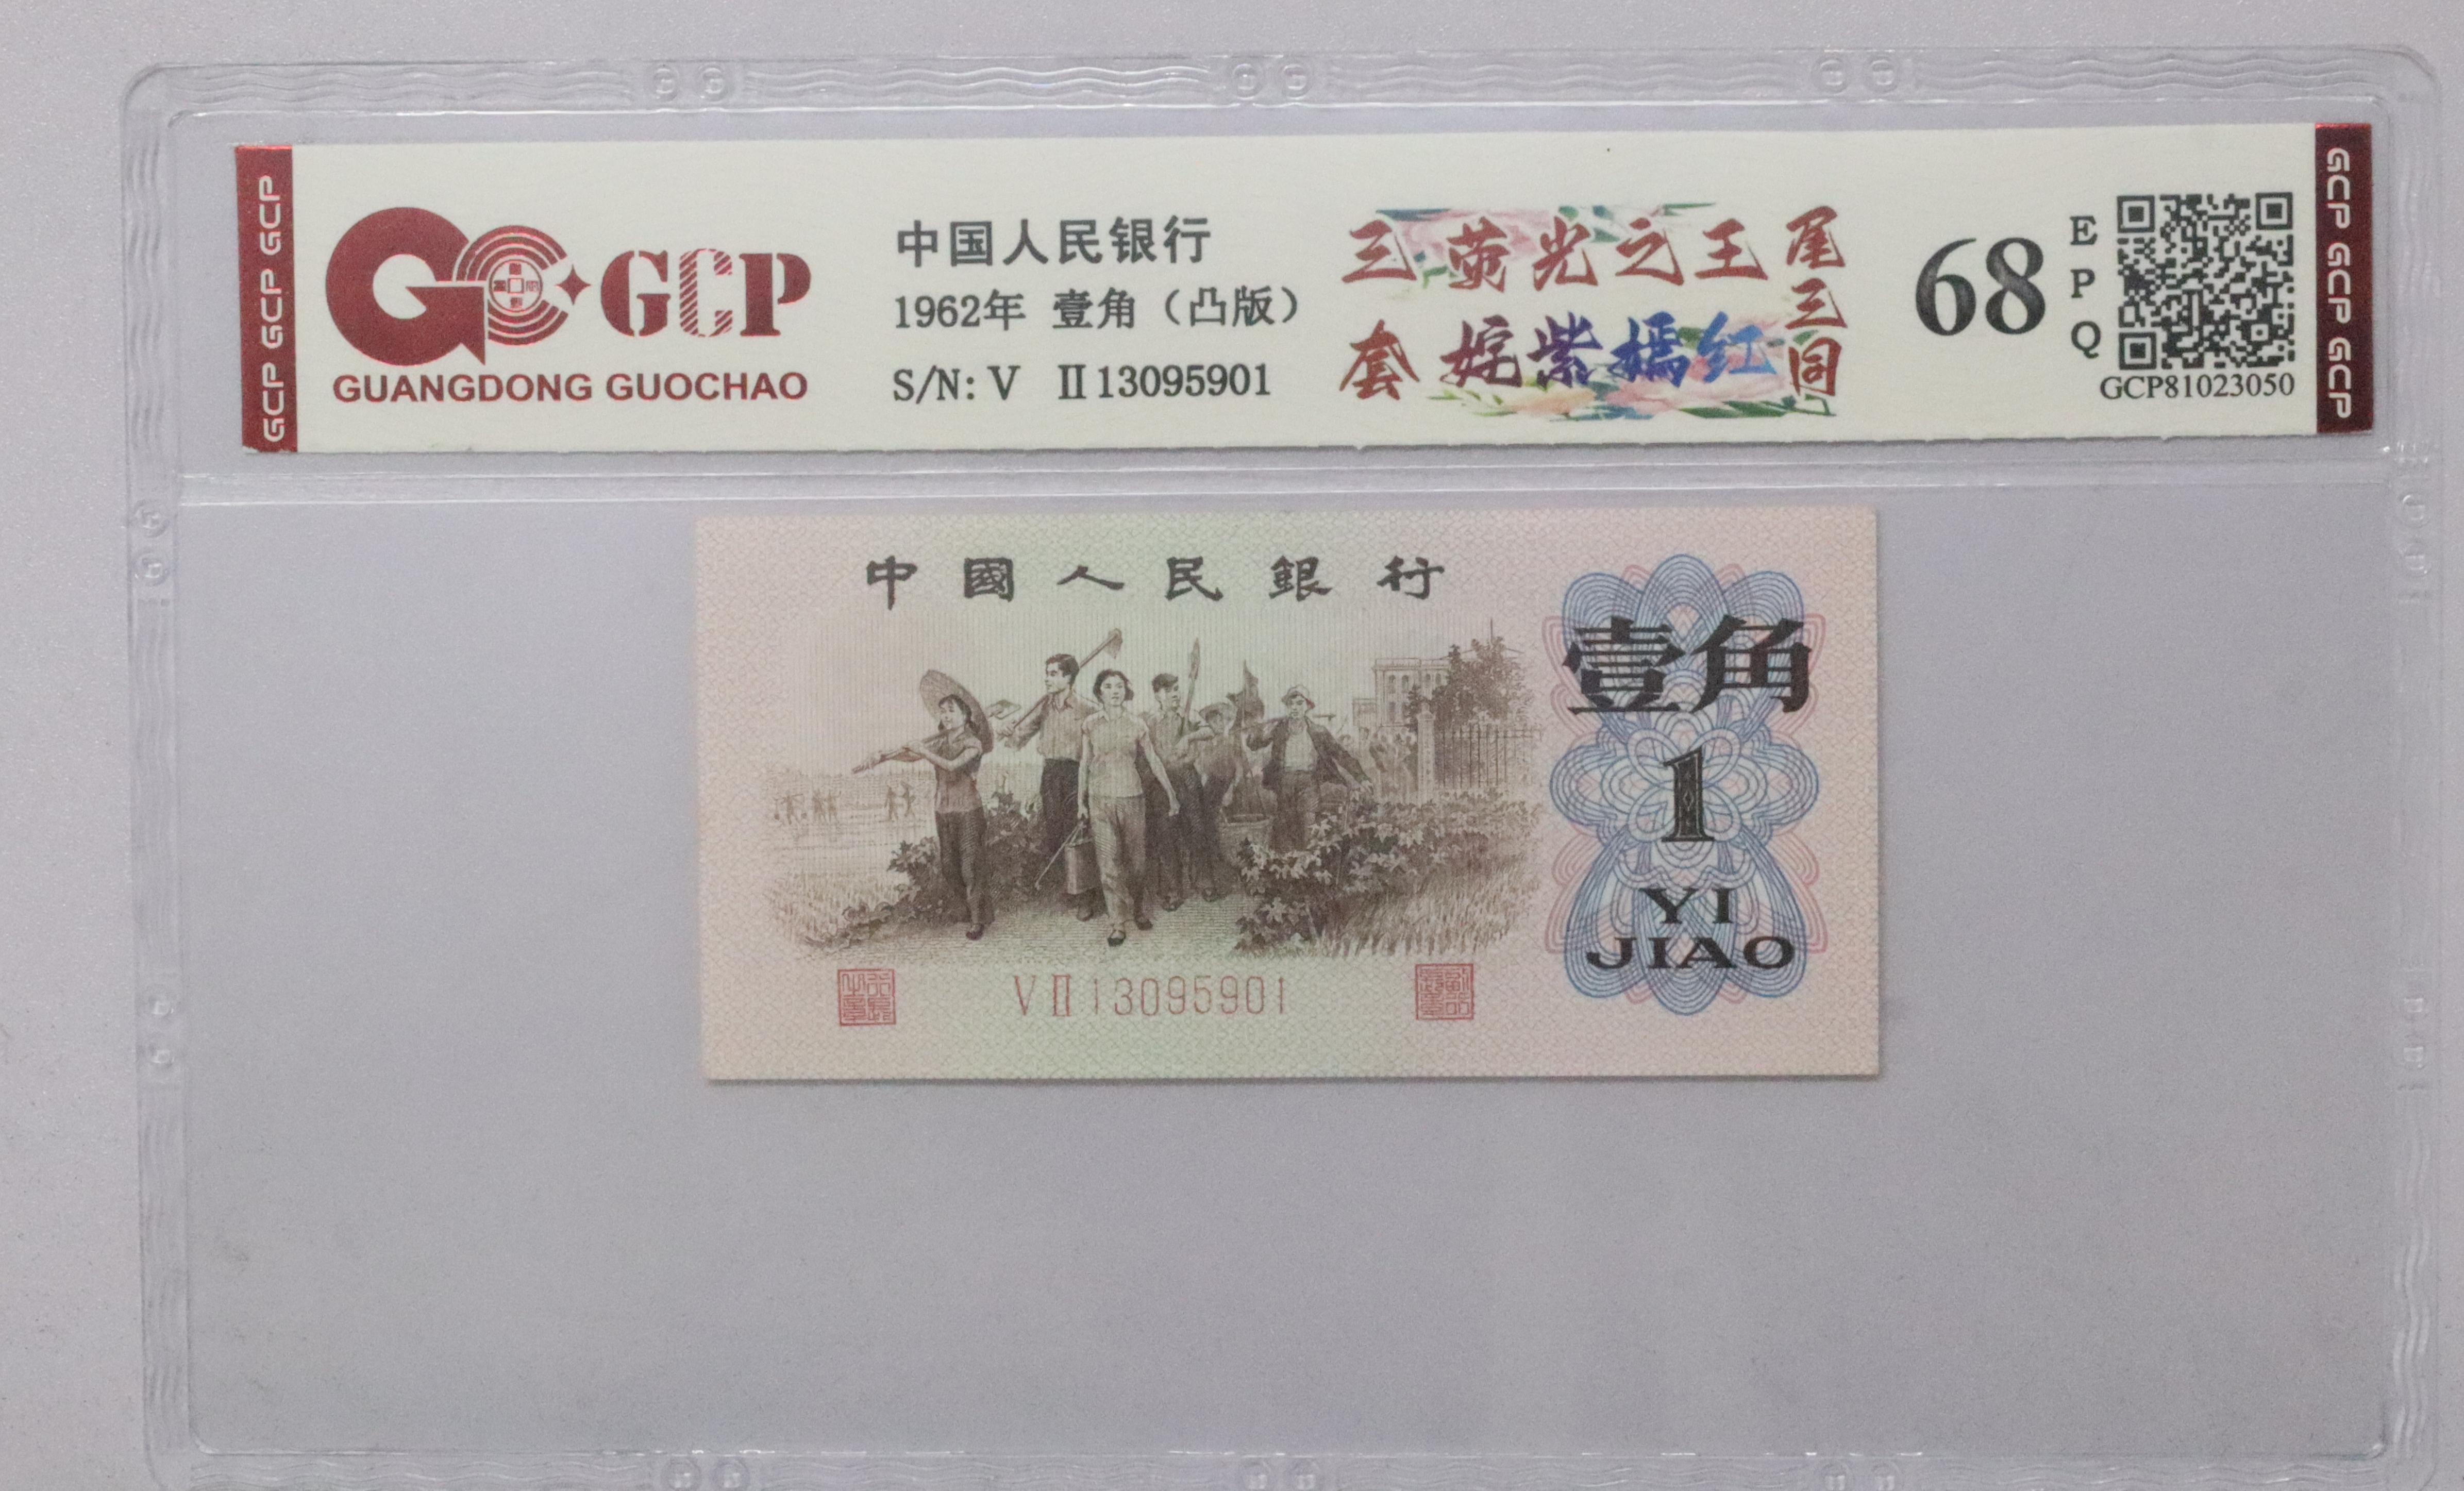 GCP GCP GCP
GCP
GUANGDONG GUOCHAO
中国人民银行
1962年 壹角（凸版）
S/N: V Ⅱ13095901
三荧光之王
套姹紫嫣红
尾三同
68
EPQ
GCP81023050
GCP GCP GCP
中國人民銀行
壹角
1
YI
JIAO
VⅡ13095901